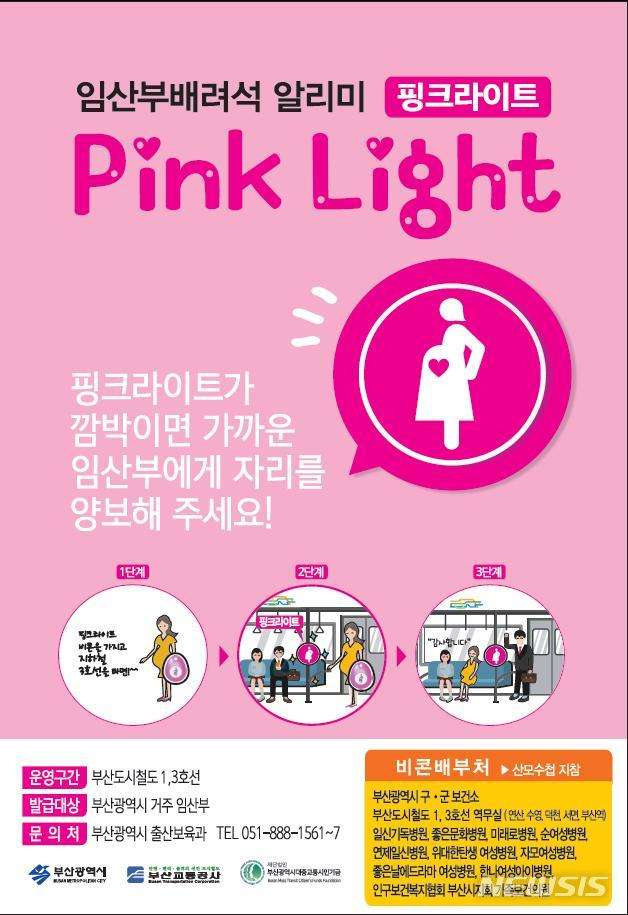 임산부배려석 알리미 핑크라이트
Pink Light
핑크라이트가
깜박이면 가까운
임산부에게 자리를
양보해 주세요!
1단계
핑크라이트
비콘을 가지고
지하철
3호선을 타면!
2단계
핑크라이트
3단계
"감사합니다"
운영구간 부산도시철도 1,3호선
발급대상 부산광역시 거주 임산부
문 의 처 부산광역시 출산보육과 TEL 051-888-1561~7
부산광역시
BUSAN METROPOLITAN CITY
부산교통공사
Busan Transportation Corporation
재단법인
부산광역시대중교통시민기금
비콘배부처 ▶ 산모수첩 지참
부산광역시 구·군 보건소
부산도시철도 1, 3호선 역무실 (연산, 수영, 덕천, 서면, 부산역)
일신기독병원, 좋은문화병원, 미래로병원, 순여성병원,
연제일신병원, 위대한탄생 여성병원, 자모여성병원,
좋은날에드라마 여성병원, 한나여성아이병원,
인구보건복지협회 부산시지회
NEWSIS